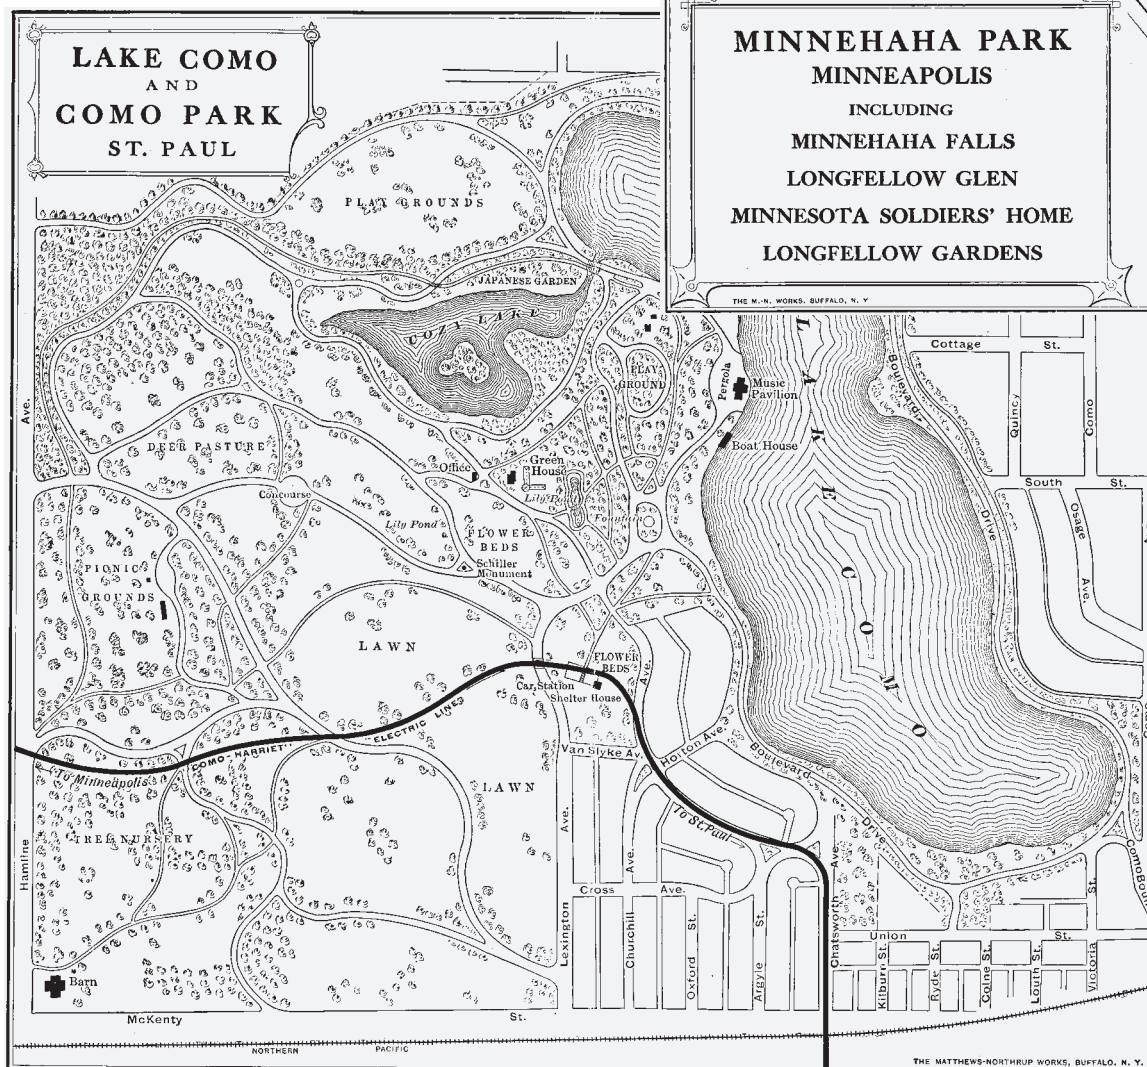 LAKE COMO
AND
COMO PARK
ST. PAUL
MINNEHAHA PARK
MINNEAPOLIS
INCLUDING
MINNEHAHA FALLS
LONGFELLOW GLEN
MINNESOTA SOLDIERS' HOME
LONGFELLOW GARDENS
THE M.-N. WORKS, BUFFALO, N. Y
PLAY GROUNDS
JAPANESE GARDEN
COZY LAKE
PLAY
GROUND
Pergola
Music
Pavilion
Boat House
LAKE COMO
Boulevard
Drive
Cottage St.
Quincy
Como
South St.
Osage
Ave.
Ave.
DEER PASTURE
Office
Green
House
Lily Pond
Fountain
Concourse
Lily Pond
FLOWER
BEDS
Schiller
Monument
PICNIC
GROUNDS
LAWN
FLOWER
BEDS
Car Station
Shelter House
Ave.
COMO-HARRIET
ELECTRIC LINE
To Minneapolis
Van Slyke Av.
Horton Ave.
Boulevard
Drive
LAWN
To St. Paul
TREE NURSERY
Hamline
Cross Ave.
Lexington
Ave.
Churchill
Ave.
Oxford
St.
Argyle
St.
Chatsworth
Ave
Union St.
Kilburn St.
Ryde St.
Colne St.
Louth St.
Victoria
St.
Barn
McKenty St.
NORTHERN PACIFIC
THE MATTHEWS-NORTHRUP WORKS, BUFFALO, N. Y.